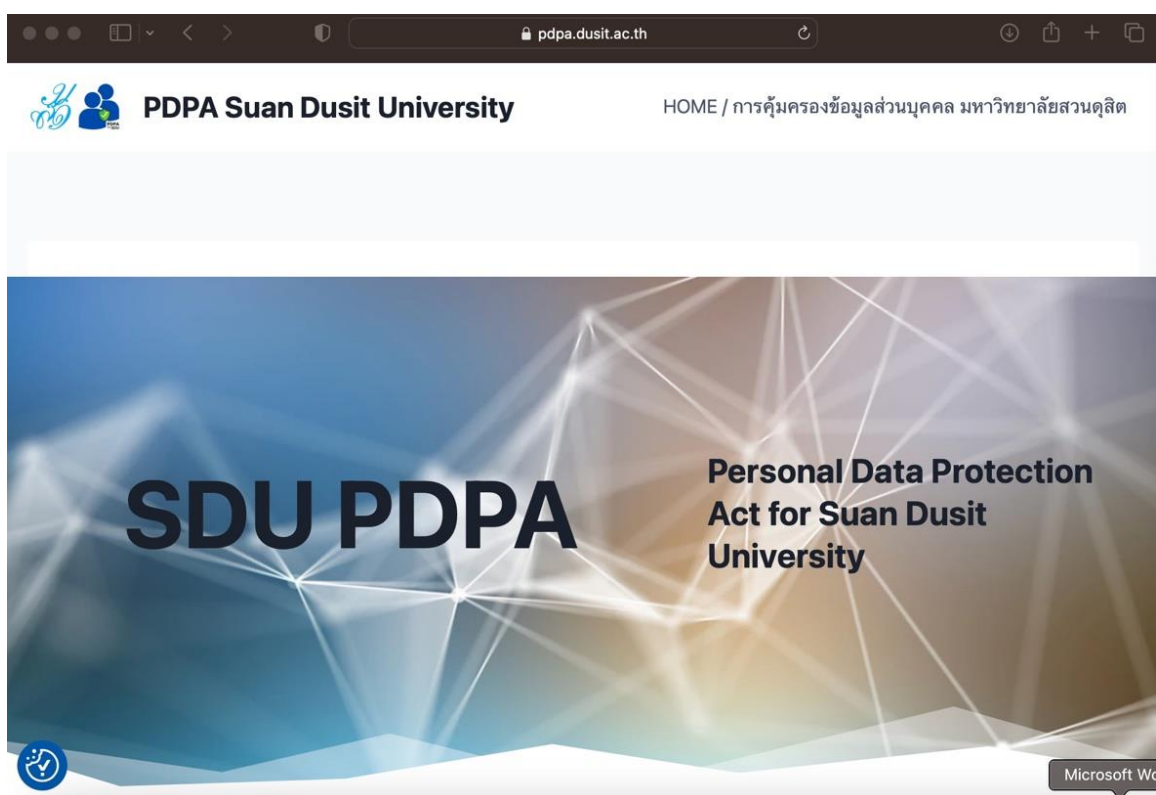 pdpa.dusit.ac.th
PDPA Suan Dusit University
HOME / การคุ้มครองข้อมูลส่วนบุคคล มหาวิทยาลัยสวนดุสิต
SDU PDPA
Personal Data Protection
Act for Suan Dusit
University
Microsoft